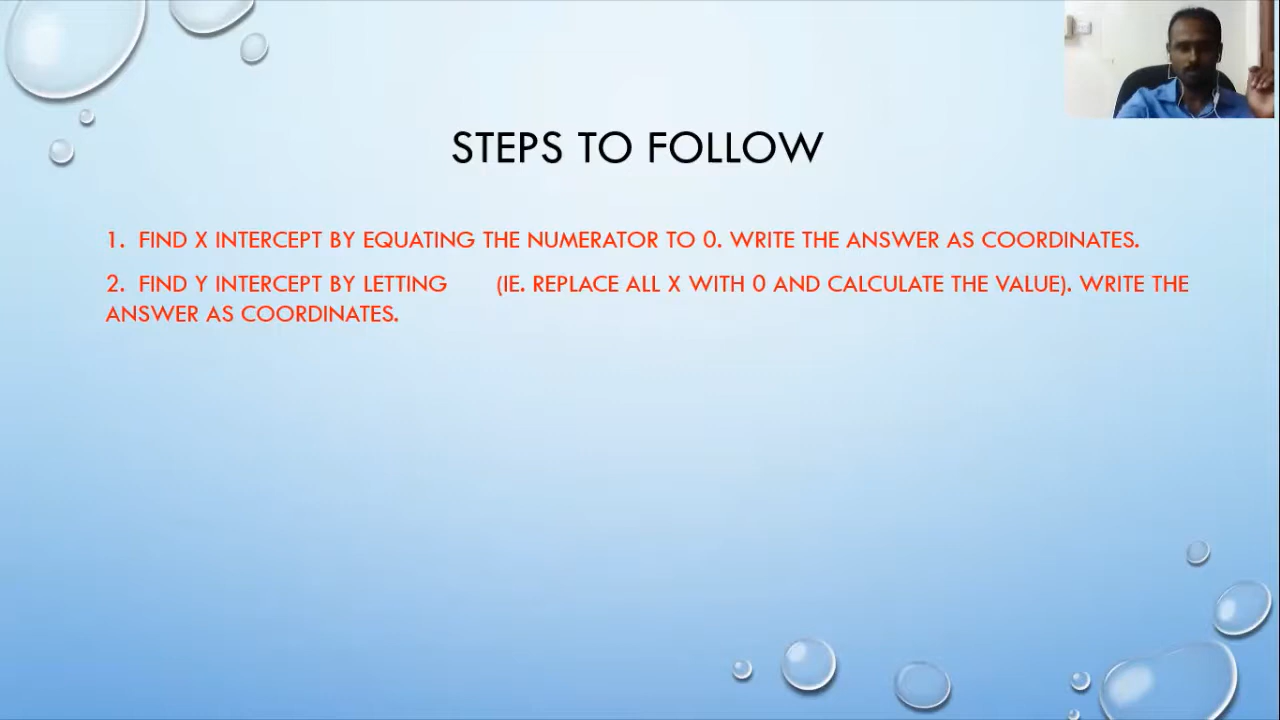 STEPS TO FOLLOW
1. FIND X INTERCEPT BY EQUATING THE NUMERATOR TO 0. WRITE THE ANSWER AS COORDINATES.
2. FIND Y INTERCEPT BY LETTING (IE. REPLACE ALL X WITH 0 AND CALCULATE THE VALUE). WRITE THE
ANSWER AS COORDINATES.